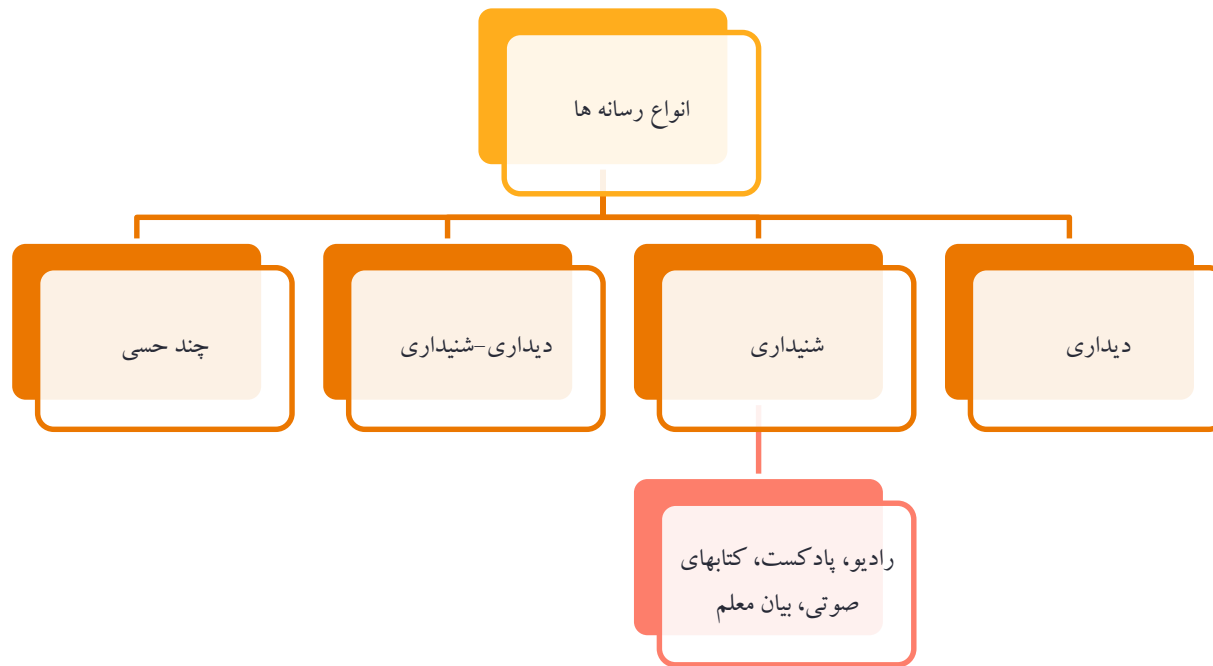 انواع رسانه ها
دیداری
شنیداری
دیداری-شنیداری
چند حسی
رادیو، پادکست، کتابهای
صوتی، بیان معلم